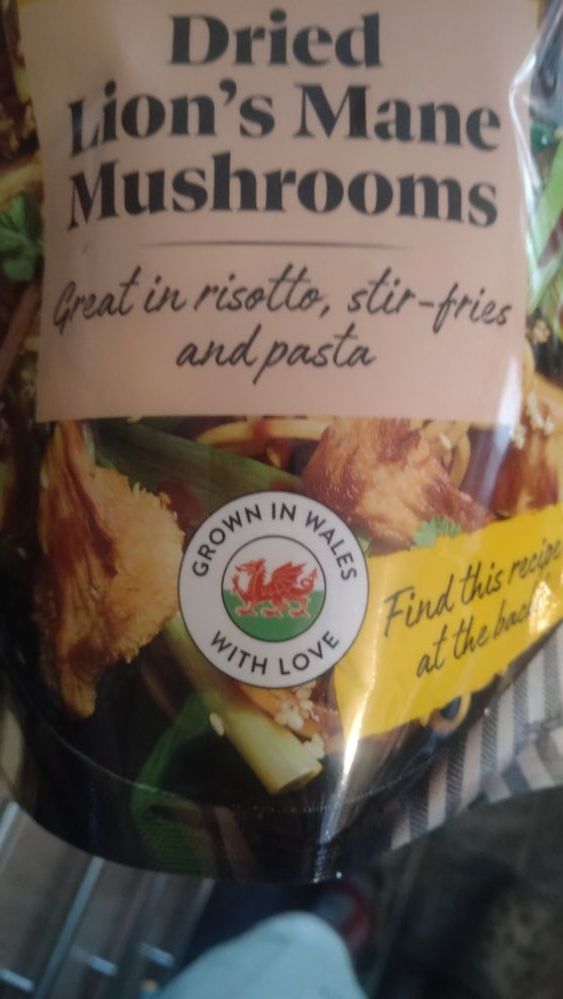 Dried
Lion's Mane
Mushrooms
Great in risotto, stir-fries
and pasta
GROWN IN WALES
WITH LOVE
Find this recipe
at the back